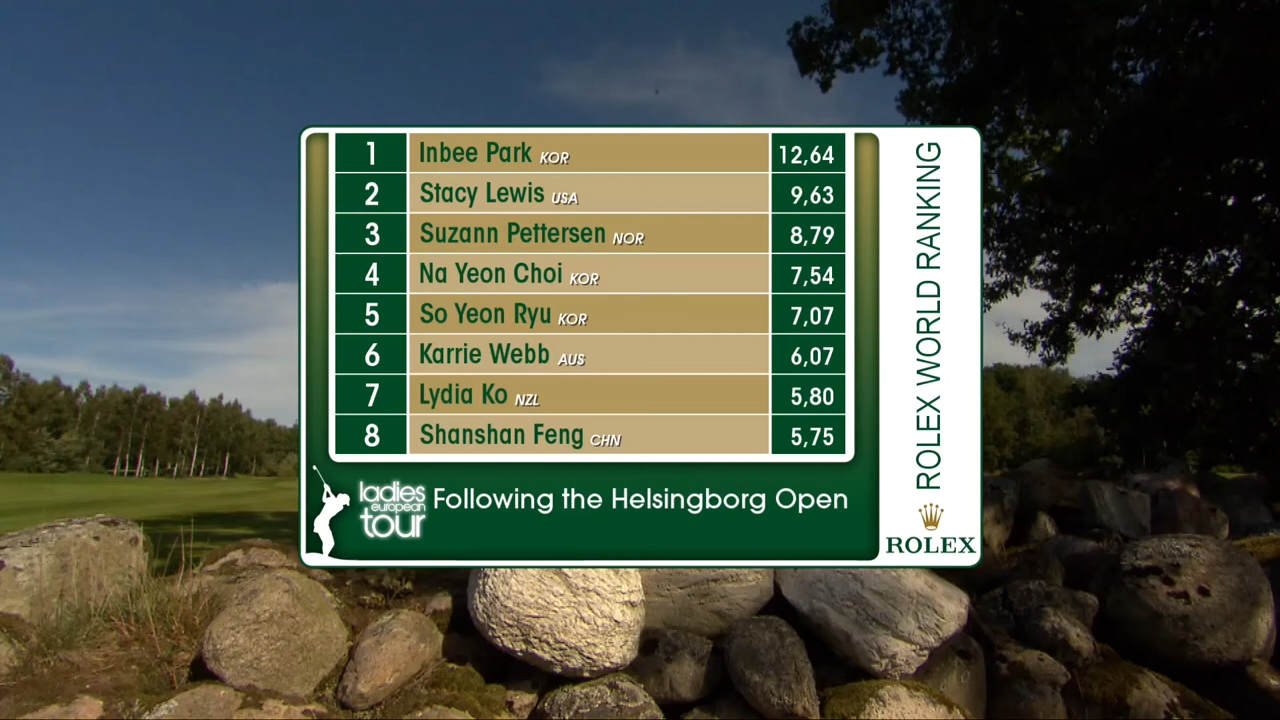 1 Inbee Park KOR 12,64
2 Stacy Lewis USA 9,63
3 Suzann Pettersen NOR 8,79
4 Na Yeon Choi KOR 7,54
5 So Yeon Ryu KOR 7,07
6 Karrie Webb AUS 6,07
7 Lydia Ko NZL 5,80
8 Shanshan Feng CHN 5,75
ladies
european
tour
Following the Helsingborg Open
ROLEX WORLD RANKING
ROLEX